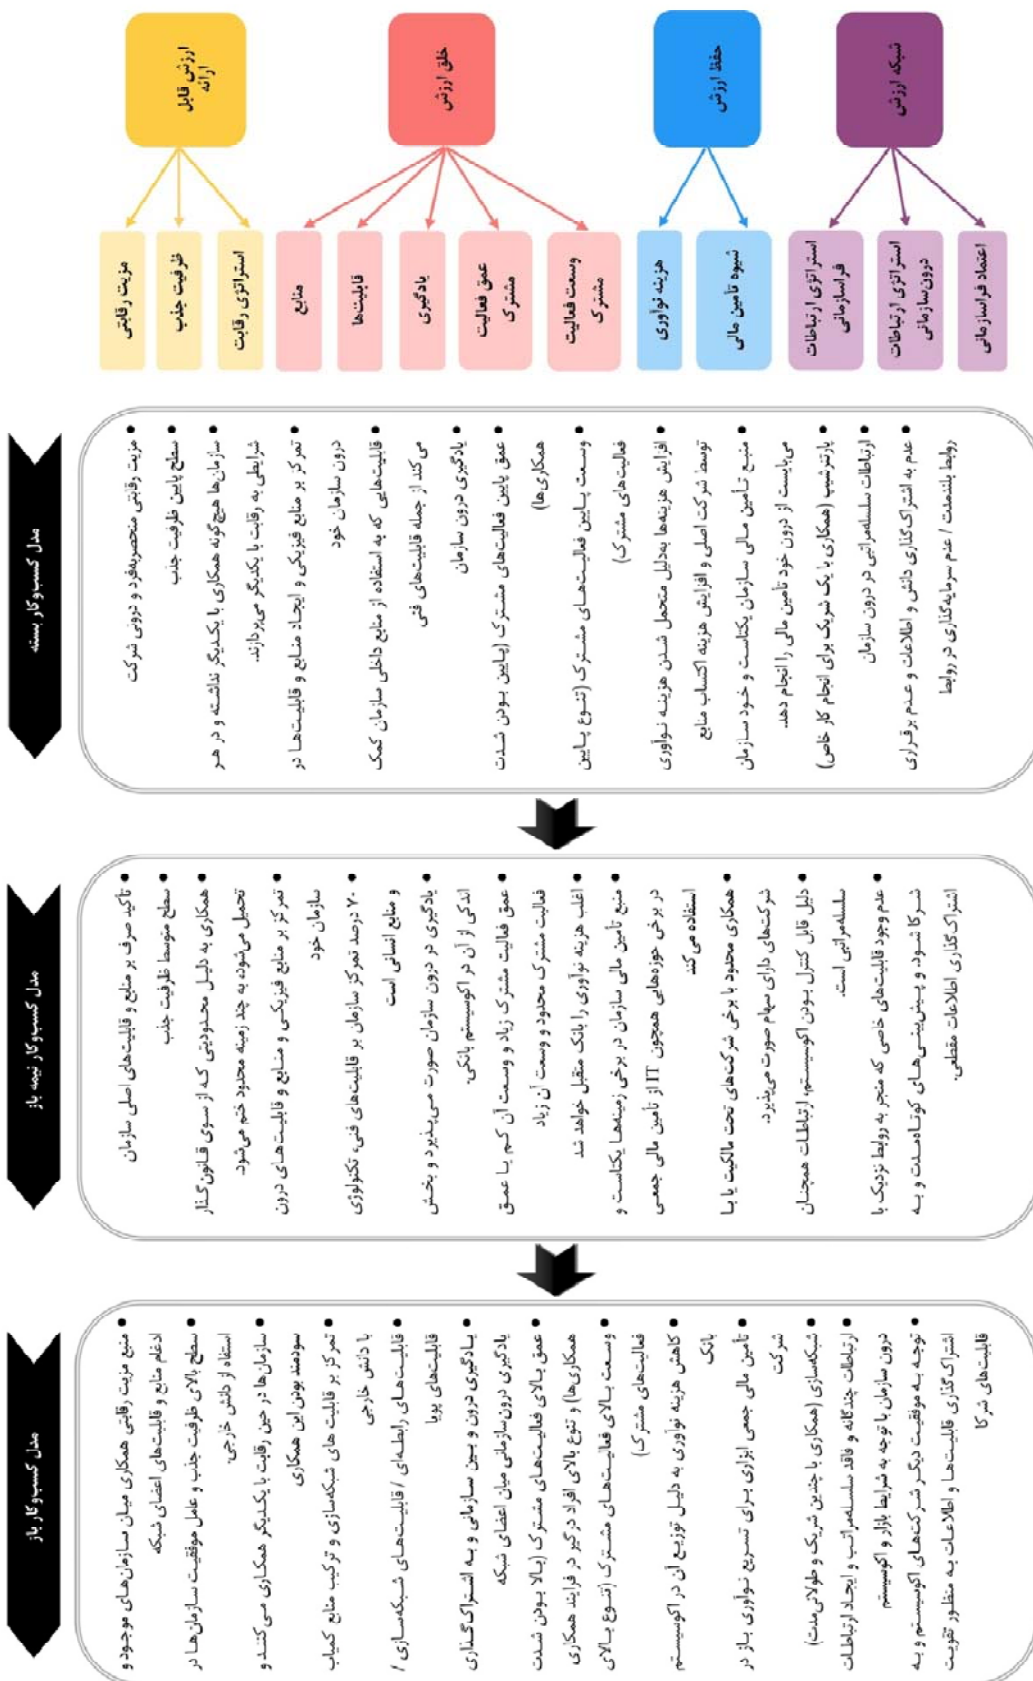 ارزش قابل
ارائه
خلق ارزش
حفظ ارزش
شبکه ارزش
مزیت رقابتی
ظرفیت جذب
استراتژی رقابت
منابع
قابلیت‌ها
یادگیری
عمق فعالیت
مشترک
وسعت فعالیت
مشترک
هزینه نوآوری
شیوه تأمین مالی
استراتژی ارتباطات
فراسازمانی
استراتژی ارتباطات
درون‌سازمانی
اعتماد فراسازمانی
مدل کسب‌وکار بسته
• مزیت رقابتی منحصربه‌فرد و درونی شرکت
• سطح پایین ظرفیت جذب
• سازمان‌ها هیچ‌گونه همکاری با یکدیگر نداشته و در هر
شرایطی به رقابت با یکدیگر می‌پردازند.
• تمرکز بر منابع فیزیکی و ایجاد منابع و قابلیت‌ها در
درون سازمان خود
• قابلیت‌هایی که به استفاده از منابع داخلی سازمان کمک
می‌کند از جمله قابلیت‌های فنی
• یادگیری درون سازمان
• عمق پایین فعالیت‌های مشترک (پایین بودن شدت
همکاری‌ها)
• وسعت پایین فعالیت‌های مشترک (تنوع پایین
فعالیت‌های مشترک)
• افزایش هزینه‌ها به‌دلیل متحمل شدن هزینه نوآوری
توسط شرکت اصلی و افزایش هزینه اکتساب منابع
• منبع تأمین مالی سازمان یکتاست و خود سازمان
می‌بایست از درون خود تأمین مالی را انجام دهد.
• پارتنرشیپ (همکاری با یک شریک برای انجام کار خاص)
• ارتباطات سلسله‌مراتبی در درون سازمان
• عدم به اشتراک‌گذاری دانش و اطلاعات و عدم برقراری
روابط بلندمدت / عدم سرمایه‌گذاری در روابط
مدل کسب‌وکار نیمه باز
• تأکید صرف بر منابع و قابلیت‌های اصلی سازمان
• سطح متوسط ظرفیت جذب
• همکاری به دلیل محدودیتی که از سوی قانون‌گذار
تحمیل می‌شود، به چند زمینه محدود ختم می‌شود.
• تمرکز بر منابع فیزیکی و منابع و قابلیت‌های درون
سازمان خود
• ۷۰ درصد تمرکز سازمان بر قابلیت‌های فنی، تکنولوژی
و منابع انسانی است
• یادگیری در درون سازمان صورت می‌پذیرد و بخش
اندکی از آن در اکوسیستم بانکی.
• عمق فعالیت مشترک زیاد و وسعت آن کم یا عمق
فعالیت مشترک محدود و وسعت آن زیاد
• اغلب هزینه نوآوری را بانک متقبل خواهد شد
• منبع تأمین مالی سازمان در برخی زمینه‌ها یکتاست و
در برخی حوزه‌هایی همچون IT از تأمین مالی جمعی
استفاده می‌کند
• همکاری محدود با برخی شرکت‌های تحت مالکیت یا با
شرکت‌های دارای سهام صورت می‌پذیرد.
• دلیل قابل کنترل بودن اکوسیستم، ارتباطات همچنان
سلسله‌مراتبی است.
• عدم وجود قابلیت‌های خاصی که منجر به روابط نزدیک با
شرکا شود، و پیش‌بینی‌های کوتاه‌مدت و به
اشتراک‌گذاری اطلاعات مقطعی.
مدل کسب‌وکار باز
• منبع مزیت رقابتی همکاری میان سازمان‌های موجود و
ادغام منابع و قابلیت‌های اعضای شبکه
• سطح بالای ظرفیت جذب و عامل موفقیت سازمان‌ها در
استفاده از دانش خارجی.
• سازمان‌ها در حین رقابت با یکدیگر همکاری می‌کنند و
سودمند بودن این همکاری
• تمرکز بر قابلیت های شبکه‌سازی و ترکیب منابع کمیاب
با دانش خارجی
• قابلیت‌های رابطه‌ای / قابلیت‌های شبکه‌سازی /
قابلیت‌های پویا
• یادگیری درون و بین سازمانی و به اشتراک‌گذاری
یادگیری درون‌سازمانی میان اعضای شبکه
• عمق بالای فعالیت‌های مشترک (بالا بودن شدت
همکاری‌ها) و تنوع بالای افراد درگیر در فرایند همکاری
• وسعت بالای فعالیت‌های مشترک (تنوع بالای
فعالیت‌های مشترک)
• کاهش هزینه نوآوری به دلیل توزیع آن در اکوسیستم
بانک
• تأمین مالی جمعی ابزاری برای تسریع نوآوری باز در
شرکت
• شبکه‌سازی (همکاری با چندین شریک و طولانی‌مدت)
• ارتباطات چندگانه و فاقد سلسله‌مراتب و ایجاد ارتباطات
درون سازمان با توجه به شرایط بازار و اکوسیستم
• توجه به موفقیت دیگر شرکت‌های اکوسیستم و به
اشتراک‌گذاری قابلیت‌ها و اطلاعات به منظور تقویت
قابلیت‌های شرکا